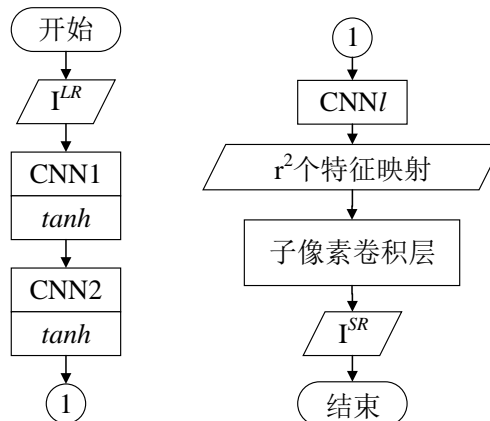 开始
I^{LR}
CNN1
tanh
CNN2
tanh
1
1
CNNl
r²个特征映射
子像素卷积层
I^{SR}
结束